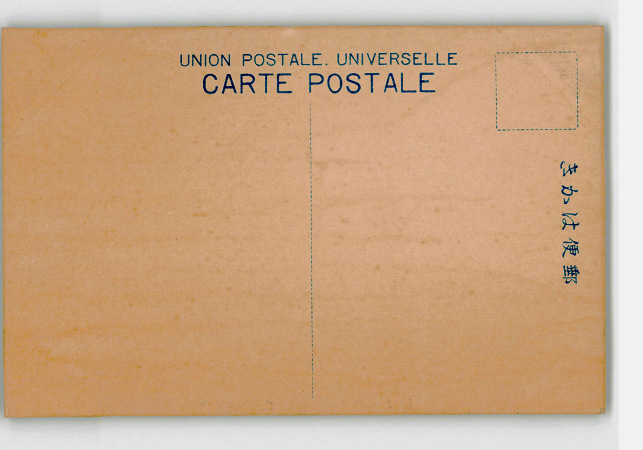 UNION POSTALE. UNIVERSELLE
CARTE POSTALE
きかは便郵